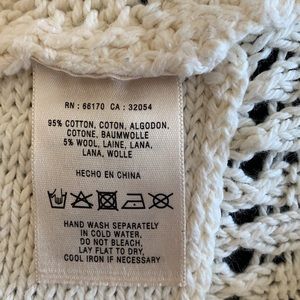 RN : 66170 CA : 32054
95% COTTON, COTON, ALGODON,
COTONE, BAUMWOLLE
5% WOOL, LAINE, LANA,
LANA, WOLLE
HECHO EN CHINA
HAND WASH SEPARATELY
IN COLD WATER.
DO NOT BLEACH,
LAY FLAT TO DRY,
COOL IRON IF NECESSARY